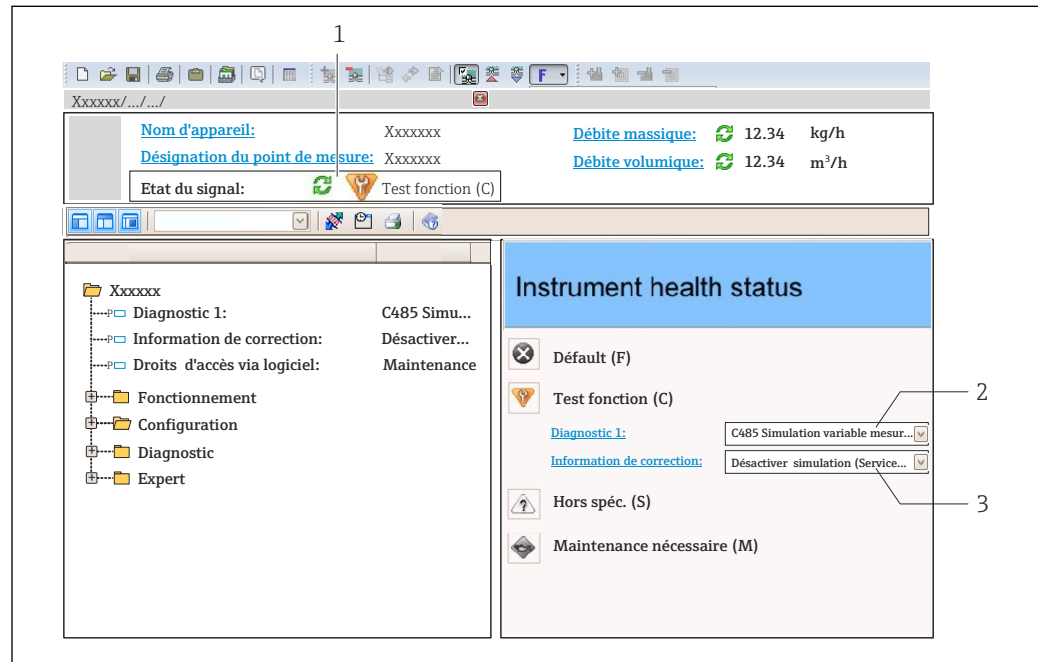 1
F
Xxxxxx/.../.../
Nom d'appareil: Xxxxxxx Débite massique: 12.34 kg/h
Désignation du point de mesure: Xxxxxxx Débite volumique: 12.34 m³/h
Etat du signal: Test fonction (C)
Instrument health status
Xxxxxx
Diagnostic 1: C485 Simu...
Information de correction: Désactiver...
Droits d'accès via logiciel: Maintenance
Fonctionnement
Configuration
Diagnostic
Expert
Défault (F)
Test fonction (C)
Diagnostic 1: C485 Simulation variable mesur...
2
Information de correction: Désactiver simulation (Service...
3
Hors spéc. (S)
Maintenance nécessaire (M)